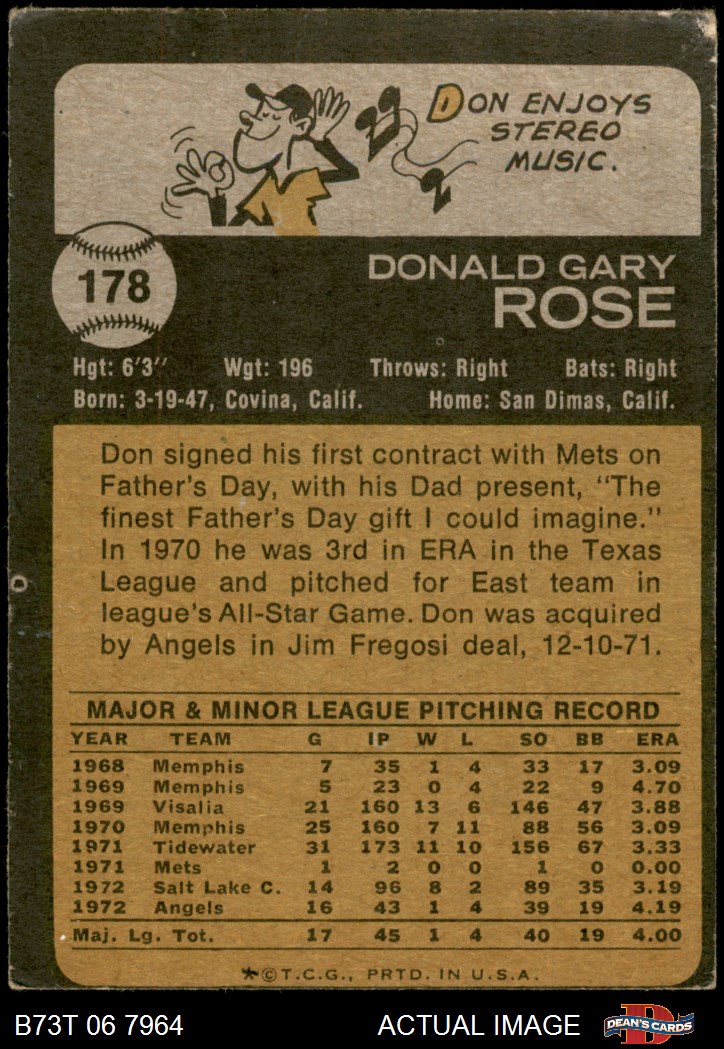 DON ENJOYS
STEREO
MUSIC.
178
DONALD GARY
ROSE
Hgt: 6'3" Wgt: 196 Throws: Right Bats: Right
Born: 3-19-47, Covina, Calif. Home: San Dimas, Calif.
Don signed his first contract with Mets on
Father's Day, with his Dad present, "The
finest Father's Day gift I could imagine."
In 1970 he was 3rd in ERA in the Texas
League and pitched for East team in
league's All-Star Game. Don was acquired
by Angels in Jim Fregosi deal, 12-10-71.
MAJOR & MINOR LEAGUE PITCHING RECORD
YEAR TEAM G IP W L SO BB ERA
1968 Memphis 7 35 1 4 33 17 3.09
1969 Memphis 5 23 0 4 22 9 4.70
1969 Visalia 21 160 13 6 146 47 3.88
1970 Memphis 25 160 7 11 88 56 3.09
1971 Tidewater 31 173 11 10 156 67 3.33
1971 Mets 1 2 0 0 1 0 0.00
1972 Salt Lake C. 14 96 8 2 89 35 3.19
1972 Angels 16 43 1 4 39 19 4.19
Maj. Lg. Tot. 17 45 1 4 40 19 4.00
*©T.C.G., PRTD. IN U.S.A.
B73T 06 7964 ACTUAL IMAGE D DEAN'S CARDS